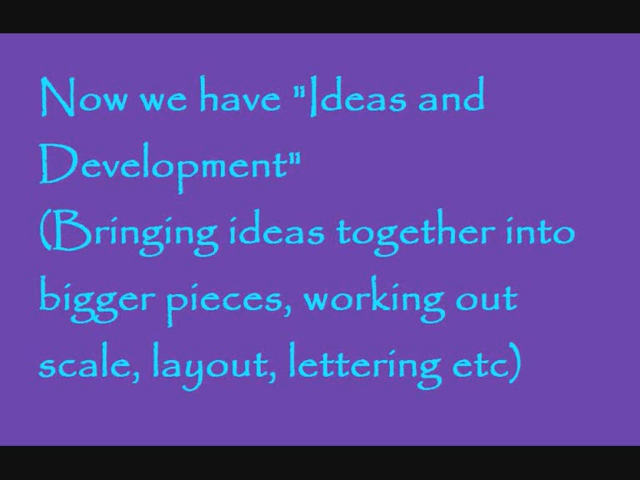 Now we have "Ideas and
Development"
(Bringing ideas together into
bigger pieces, working out
scale, layout, lettering etc)